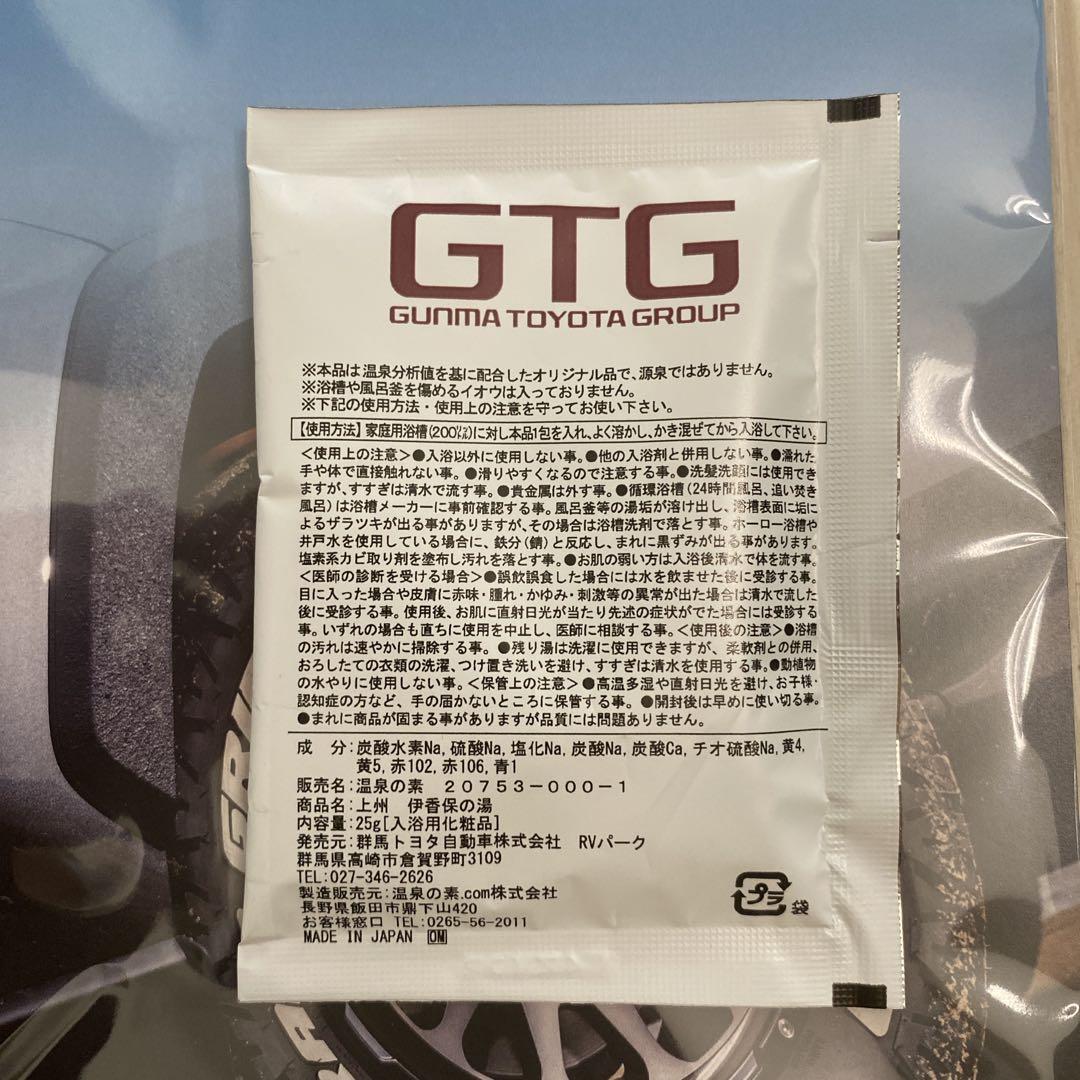 GTG
GUNMA TOYOTA GROUP
※本品は温泉分析値を基に配合したオリジナル品で、源泉ではありません。
※浴槽や風呂釜を傷めるイオウは入っておりません。
※下記の使用方法・使用上の注意を守ってお使い下さい。
【使用方法】家庭用浴槽(200㍑)に対し本品1包を入れ、よく溶かし、かき混ぜてから入浴して下さい。
<使用上の注意>●入浴以外に使用しない事。●他の入浴剤と併用しない事。●濡れた
手や体で直接触れない事。●滑りやすくなるので注意する事。●洗髪洗顔には使用でき
ますが、すすぎは清水で流す事。●貴金属は外す事。●循環浴槽(24時間風呂、追い焚き
風呂)は浴槽メーカーに事前確認する事。風呂釜等の湯垢が溶け出し、浴槽表面に垢に
よるザラツキが出る事がありますが、その場合は浴槽洗剤で落とす事。ホーロー浴槽や
井戸水を使用している場合に、鉄分(錆)と反応し、まれに黒ずみが出る事があります。
塩素系カビ取り剤を塗布し汚れを落とす事。●お肌の弱い方は入浴後清水で体を流す事。
<医師の診断を受ける場合>●誤飲誤食した場合には水を飲ませた後に受診する事。
目に入った場合や皮膚に赤味・腫れ・かゆみ・刺激等の異常が出た場合は清水で流した
後に受診する事。使用後、お肌に直射日光が当たり先述の症状がでた場合には受診する
事。いずれの場合も直ちに使用を中止し、医師に相談する事。<使用後の注意>●浴槽
の汚れは速やかに掃除する事。●残り湯は洗濯に使用できますが、柔軟剤との併用、
おろしたての衣類の洗濯、つけ置き洗いを避け、すすぎは清水を使用する事。●動植物
の水やりに使用しない事。<保管上の注意>●高温多湿や直射日光を避け、お子様・
認知症の方など、手の届かないところに保管する事。●開封後は早めに使い切る事。
●まれに商品が固まる事がありますが品質には問題ありません。
成 分:炭酸水素Na, 硫酸Na, 塩化Na, 炭酸Na, 炭酸Ca, チオ硫酸Na, 黄4,
黄5, 赤102, 赤106, 青1
販売名:温泉の素 20753-000-1
商品名:上州 伊香保の湯
内容量:25g[入浴用化粧品]
発売元:群馬トヨタ自動車株式会社 RVパーク
群馬県高崎市倉賀野町3109
TEL:027-346-2626
製造販売元:温泉の素.com株式会社
長野県飯田市鼎下山420
お客様窓口 TEL:0265-56-2011
MADE IN JAPAN OM
プラ
袋